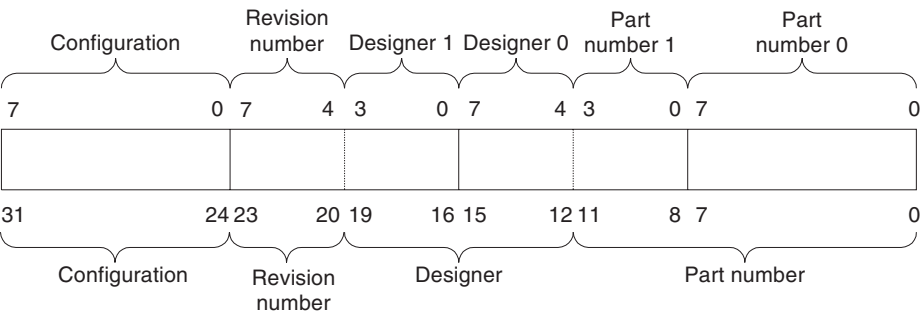 Configuration Revision number Designer 1 Designer 0 Part number 1 Part number 0
7 0 7 4 3 0 7 4 3 0 7 0
31 24 23 20 19 16 15 12 11 8 7 0
Configuration Revision number Designer Part number